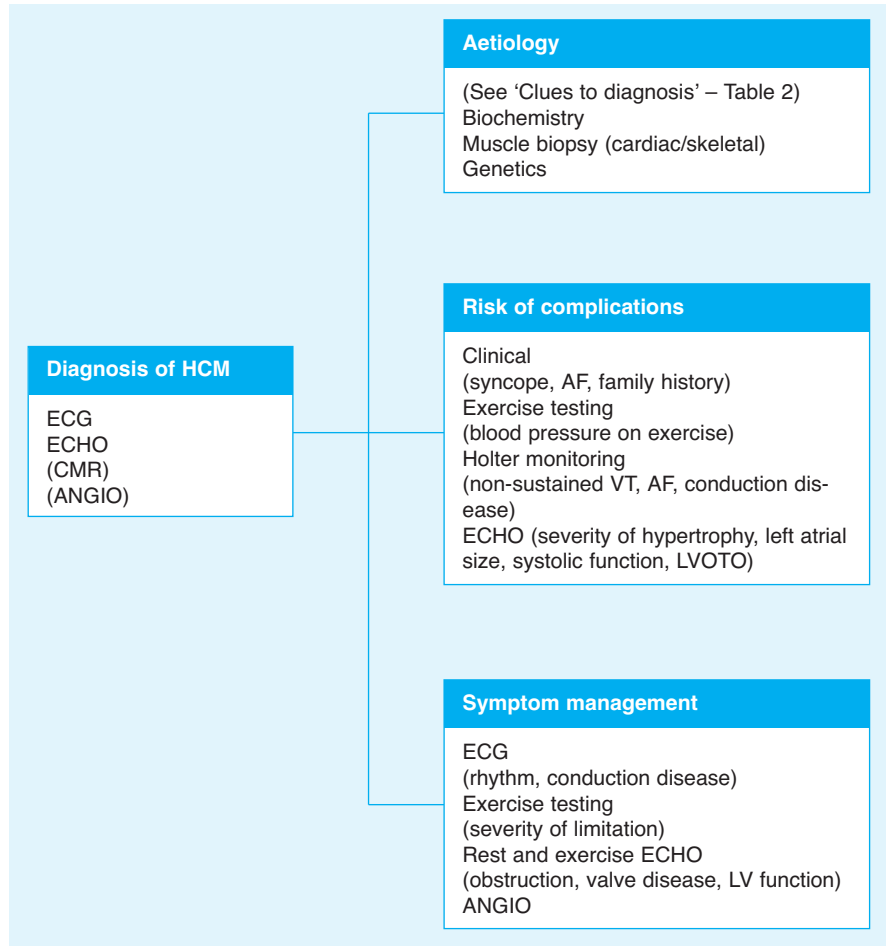 Aetiology
(See 'Clues to diagnosis' – Table 2)
Biochemistry
Muscle biopsy (cardiac/skeletal)
Genetics
Risk of complications
Clinical
(syncope, AF, family history)
Exercise testing
(blood pressure on exercise)
Holter monitoring
(non-sustained VT, AF, conduction dis-
ease)
ECHO (severity of hypertrophy, left atrial
size, systolic function, LVOTO)
Diagnosis of HCM
ECG
ECHO
(CMR)
(ANGIO)
Symptom management
ECG
(rhythm, conduction disease)
Exercise testing
(severity of limitation)
Rest and exercise ECHO
(obstruction, valve disease, LV function)
ANGIO